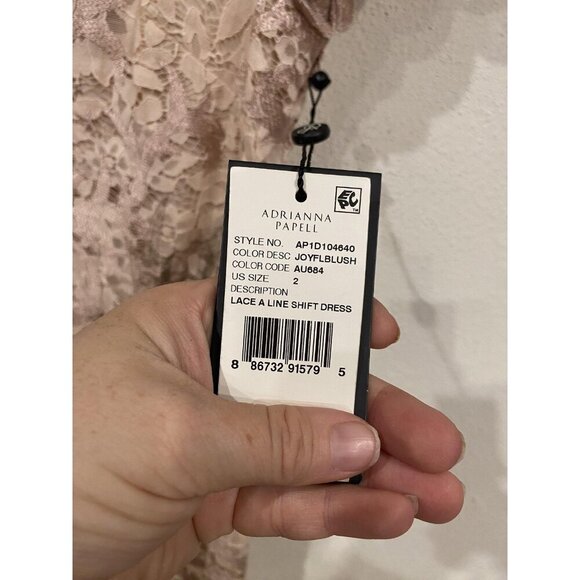 EPC™
ADRIANNA
PAPELL
STYLE NO. AP1D104640
COLOR DESC JOYFLBLUSH
COLOR CODE AU684
US SIZE 2
DESCRIPTION
LACE A LINE SHIFT DRESS
8 86732 91579 5